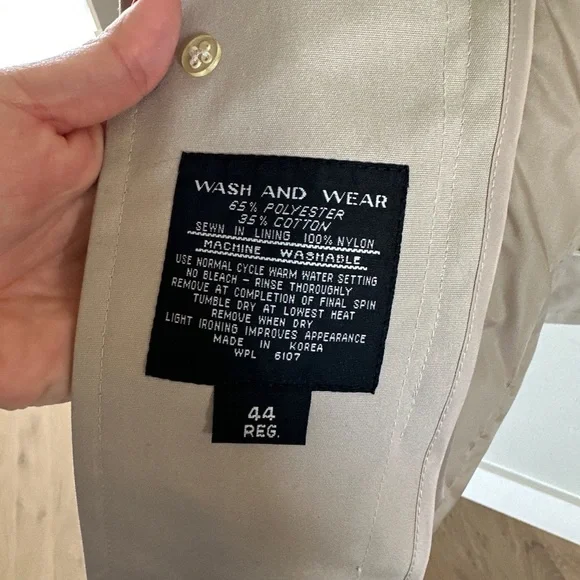 WASH AND WEAR
65% POLYESTER
35% COTTON
SEWN IN LINING 100% NYLON
MACHINE WASHABLE
USE NORMAL CYCLE WARM WATER SETTING
NO BLEACH - RINSE THOROUGHLY
REMOVE AT COMPLETION OF FINAL SPIN
TUMBLE DRY AT LOWEST HEAT
REMOVE WHEN DRY
LIGHT IRONING IMPROVES APPEARANCE
MADE IN KOREA
WPL 6107
44
REG.